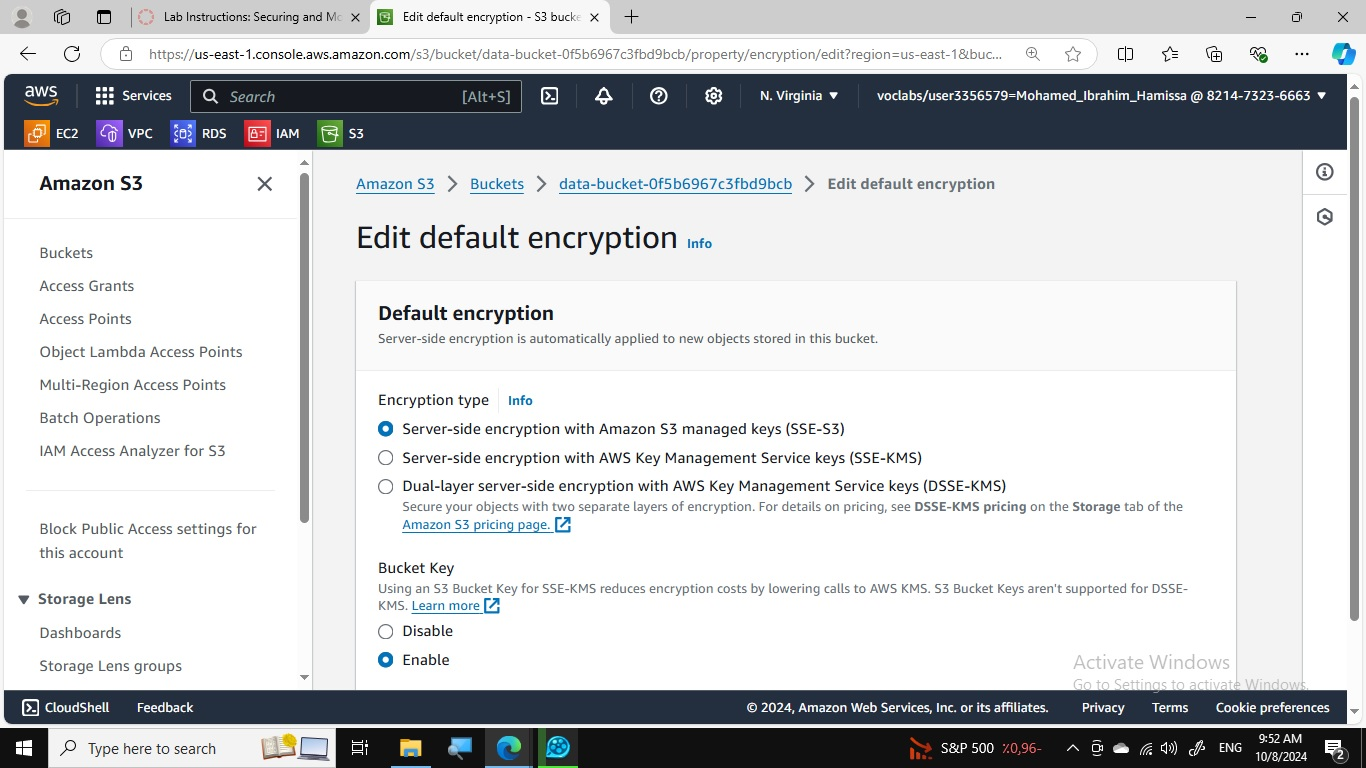 Lab Instructions: Securing and Mo
Edit default encryption - S3 bucke
https://us-east-1.console.aws.amazon.com/s3/bucket/data-bucket-0f5b6967c3fbd9bcb/property/encryption/edit?region=us-east-1&buc...
aws
Services
Search
[Alt+S]
N. Virginia
voclabs/user3356579=Mohamed_Ibrahim_Hamissa @ 8214-7323-6663
EC2
VPC
RDS
IAM
S3
Amazon S3
Buckets
Access Grants
Access Points
Object Lambda Access Points
Multi-Region Access Points
Batch Operations
IAM Access Analyzer for S3
Block Public Access settings for
this account
Storage Lens
Dashboards
Storage Lens groups
Amazon S3 > Buckets > data-bucket-0f5b6967c3fbd9bcb > Edit default encryption
Edit default encryption Info
Default encryption
Server-side encryption is automatically applied to new objects stored in this bucket.
Encryption type Info
Server-side encryption with Amazon S3 managed keys (SSE-S3)
Server-side encryption with AWS Key Management Service keys (SSE-KMS)
Dual-layer server-side encryption with AWS Key Management Service keys (DSSE-KMS)
Secure your objects with two separate layers of encryption. For details on pricing, see DSSE-KMS pricing on the Storage tab of the
Amazon S3 pricing page.
Bucket Key
Using an S3 Bucket Key for SSE-KMS reduces encryption costs by lowering calls to AWS KMS. S3 Bucket Keys aren't supported for DSSE-
KMS. Learn more
Disable
Enable
Activate Windows
Go to Settings to activate Windows.
CloudShell
Feedback
© 2024, Amazon Web Services, Inc. or its affiliates.
Privacy
Terms
Cookie preferences
Type here to search
S&P 500 ٪0,96-
ENG
9:52 AM
10/8/2024
2